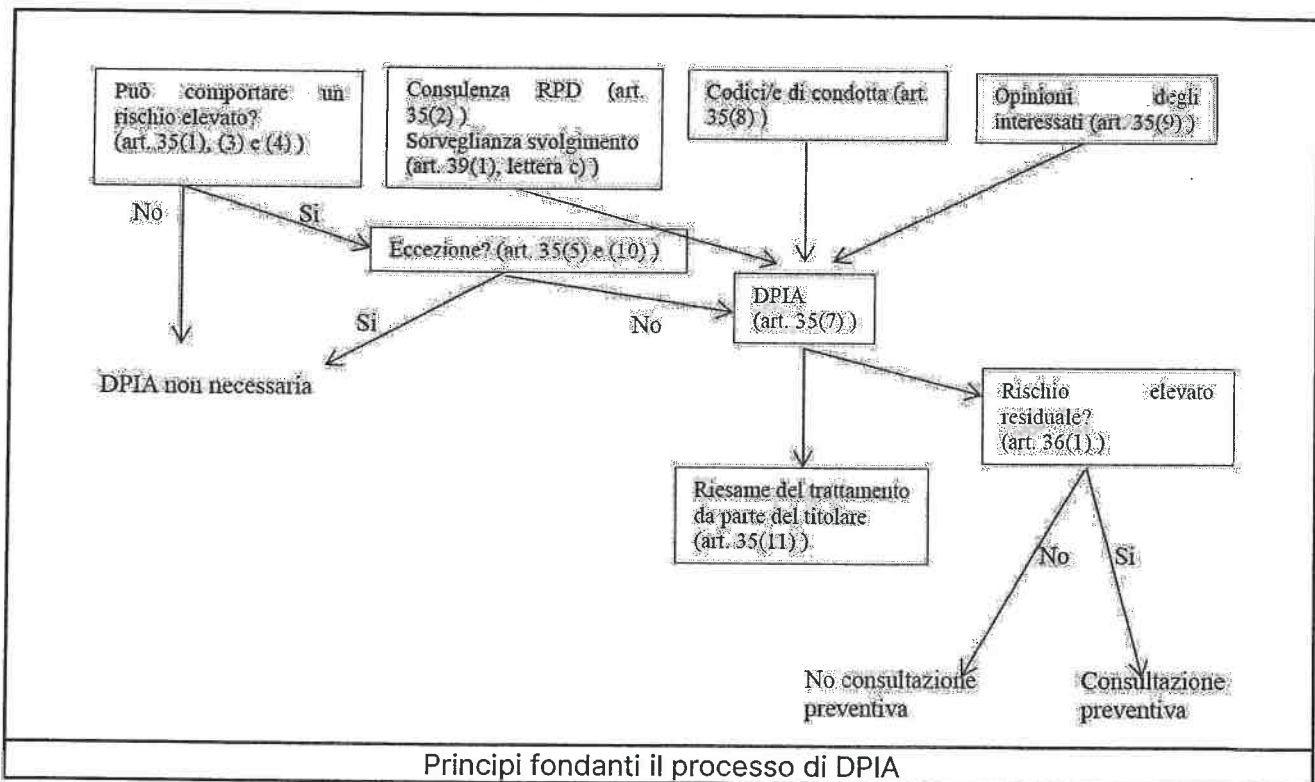 Può comportare un
rischio elevato?
(art. 35(1), (3) e (4) )
Consulenza RPD (art.
35(2) )
Sorveglianza svolgimento
(art. 39(1), lettera c) )
Codici/e di condotta (art.
35(8) )
Opinioni degli
interessati (art. 35(9) )
No
Si
Eccezione? (art. 35(5) e (10) )
Si
No
DPIA
(art. 35(7) )
DPIA non necessaria
Rischio elevato
residuale?
(art. 36(1) )
Riesame del trattamento
da parte del titolare
(art. 35(11) )
No
Si
No consultazione
preventiva
Consultazione
preventiva
Principi fondanti il processo di DPIA